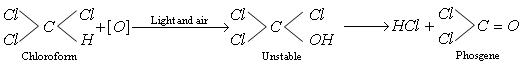 Cl Cl Light and air Cl Cl Cl
C +[O] C HCl + C = O
Cl H Cl OH Cl
Chloroform Unstable Phosgene